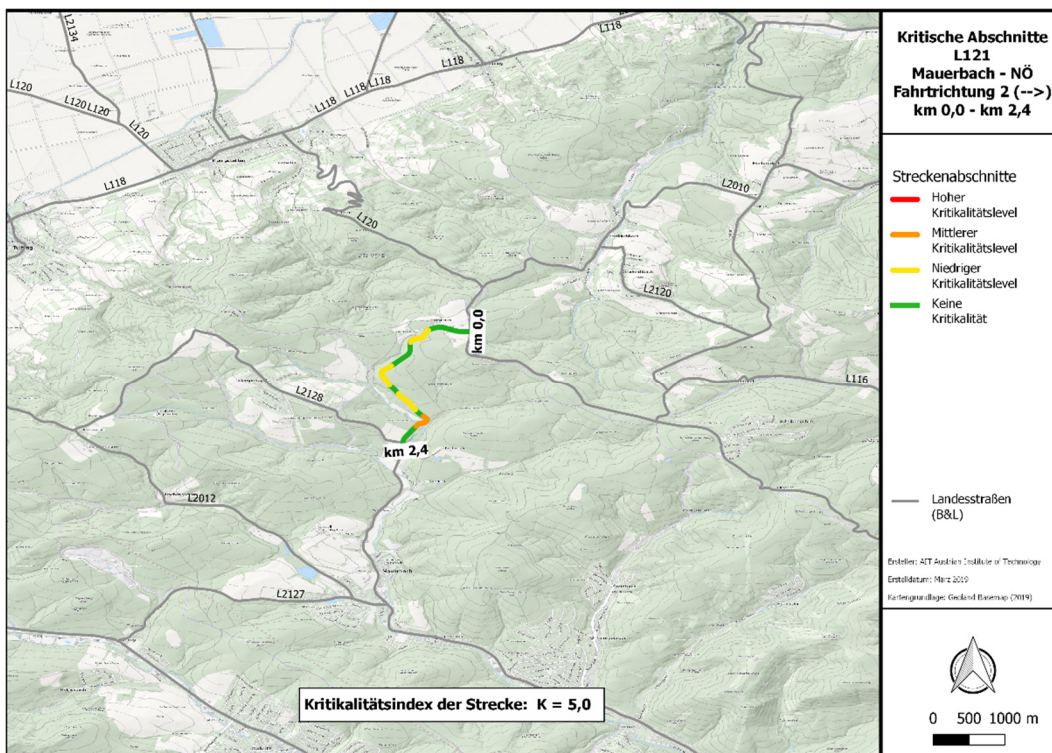 Kritische Abschnitte
L121
Mauerbach - NÖ
Fahrtrichtung 2 (-->)
km 0,0 - km 2,4
Streckenabschnitte
Hoher
Kritikalitätslevel
Mittlerer
Kritikalitätslevel
Niedriger
Kritikalitätslevel
Keine
Kritikalität
Landesstraßen
(B&L)
Ersteller: AIT Austrian Institute of Technology
Erstelldatum: März 2019
Kartengrundlage: Geoland Basemap (2019)
0 500 1000 m
L2134
L118
L120
L120
L120
L120
L118
L118
L118
L118
L118
L120
L2010
L2120
L116
km 0,0
L2128
km 2,4
L2012
L2127
Mauerbach
Kritikalitätsindex der Strecke: K = 5,0